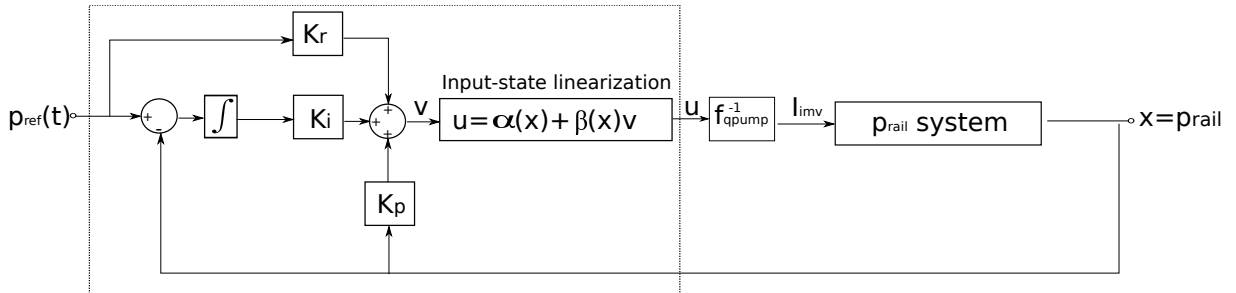 Kr
Input-state linearization
pref(t)
+
-
∫
Ki
+
+
+
v
u=α(x)+β(x)v
u
f-1qpump
Iimv
prail system
x=prail
Kp